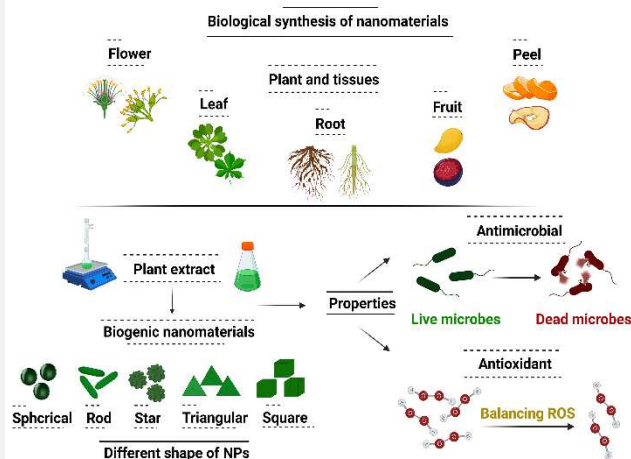 Biological synthesis of nanomaterials
Flower
Peel
Plant and tissues
Leaf
Fruit
Root
Antimicrobial
Plant extract
Properties
Live microbes
Dead microbes
Biogenic nanomaterials
Antioxidant
Sphcrical
Rod
Star
Triangular
Square
Balancing ROS
Different shape of NPs